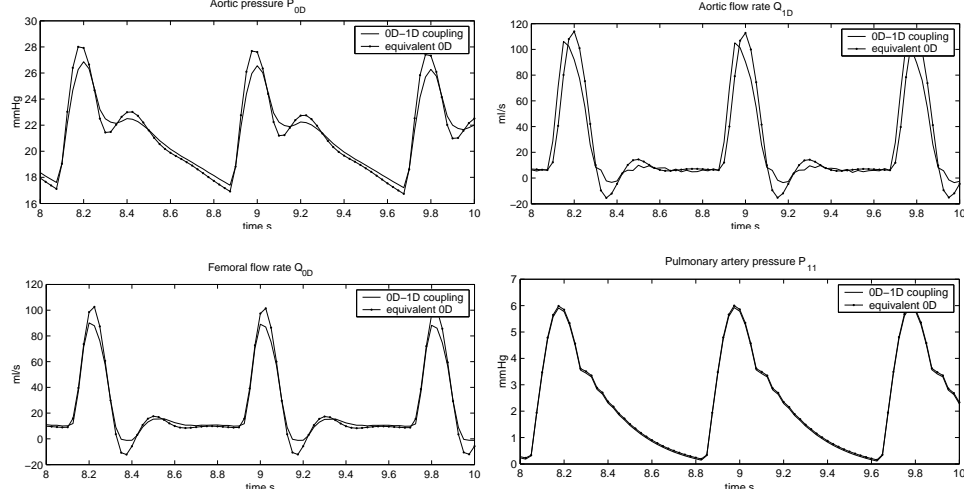 Aortic pressure P0D
30
28
26
24
22
20
18
16
mmHg
0D−1D coupling
equivalent 0D
8 8.2 8.4 8.6 8.8 9 9.2 9.4 9.6 9.8 10
time s
Aortic flow rate Q1D
120
100
80
60
40
20
0
−20
ml/s
0D−1D coupling
equivalent 0D
8 8.2 8.4 8.6 8.8 9 9.2 9.4 9.6 9.8 10
time s
Femoral flow rate Q0D
120
100
80
60
40
20
0
−20
ml/s
0D−1D coupling
equivalent 0D
8 8.2 8.4 8.6 8.8 9 9.2 9.4 9.6 9.8 10
time s
Pulmonary artery pressure P11
7
6
5
4
3
2
1
0
mmHg
0D−1D coupling
equivalent 0D
8 8.2 8.4 8.6 8.8 9 9.2 9.4 9.6 9.8 10
time s